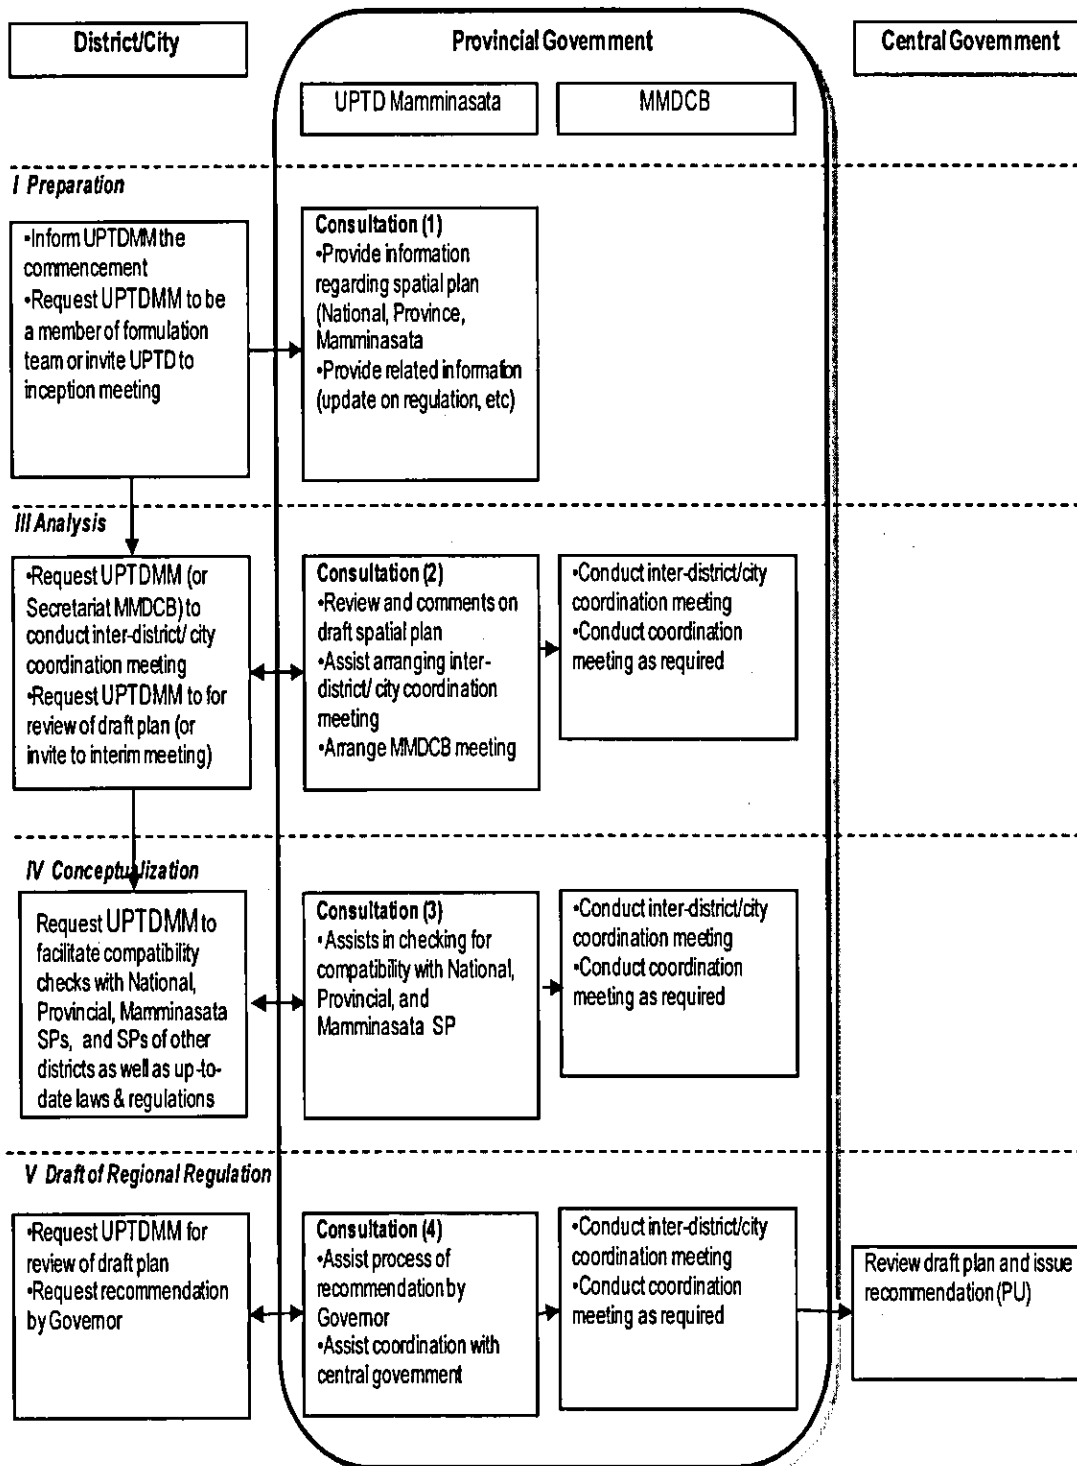 District/City
Provincial Government
Central Government
UPTD Mamminasata
MMDCB
I Preparation
•Inform UPTDMM the
commencement
•Request UPTDMM to be
a member of formulation
team or invite UPTD to
inception meeting
Consultation (1)
•Provide information
regarding spatial plan
(National, Province,
Mamminasata
•Provide related information
(update on regulation, etc)
III Analysis
•Request UPTDMM (or
Secretariat MMDCB) to
conduct inter-district/ city
coordination meeting
•Request UPTDMM to for
review of draft plan (or
invite to interim meeting)
Consultation (2)
•Review and comments on
draft spatial plan
•Assist arranging inter-
district/ city coordination
meeting
•Arrange MMDCB meeting
•Conduct inter-district/city
coordination meeting
•Conduct coordination
meeting as required
IV Conceptualization
Request UPTDMM to
facilitate compatibility
checks with National,
Provincial, Mamminasata
SPs, and SPs of other
districts as well as up-to-
date laws & regulations
Consultation (3)
•Assists in checking for
compatibility with National,
Provincial, and
Mamminasata SP
•Conduct inter-district/city
coordination meeting
•Conduct coordination
meeting as required
V Draft of Regional Regulation
•Request UPTDMM for
review of draft plan
•Request recommendation
by Governor
Consultation (4)
•Assist process of
recommendation by
Governor
•Assist coordination with
central government
•Conduct inter-district/city
coordination meeting
•Conduct coordination
meeting as required
Review draft plan and issue
recommendation (PU)